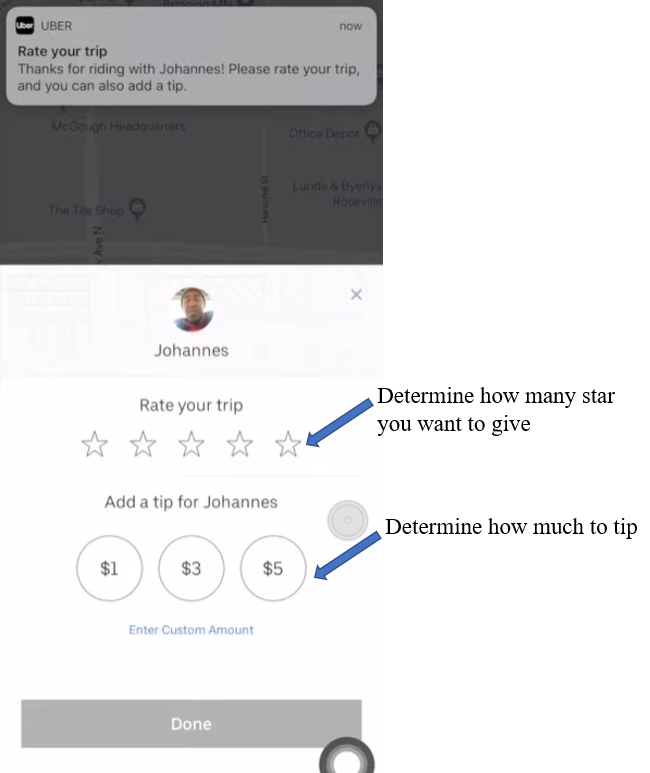 Uber UBER now
Rate your trip
Thanks for riding with Johannes! Please rate your trip,
and you can also add a tip.
McGough Headquarters
Office Depot
Lunds & Byerlys
Roseville
Herschel St
The Tile Shop
Ave N
Johannes
Rate your trip
Determine how many star
you want to give
Add a tip for Johannes
Determine how much to tip
$1 $3 $5
Enter Custom Amount
Done